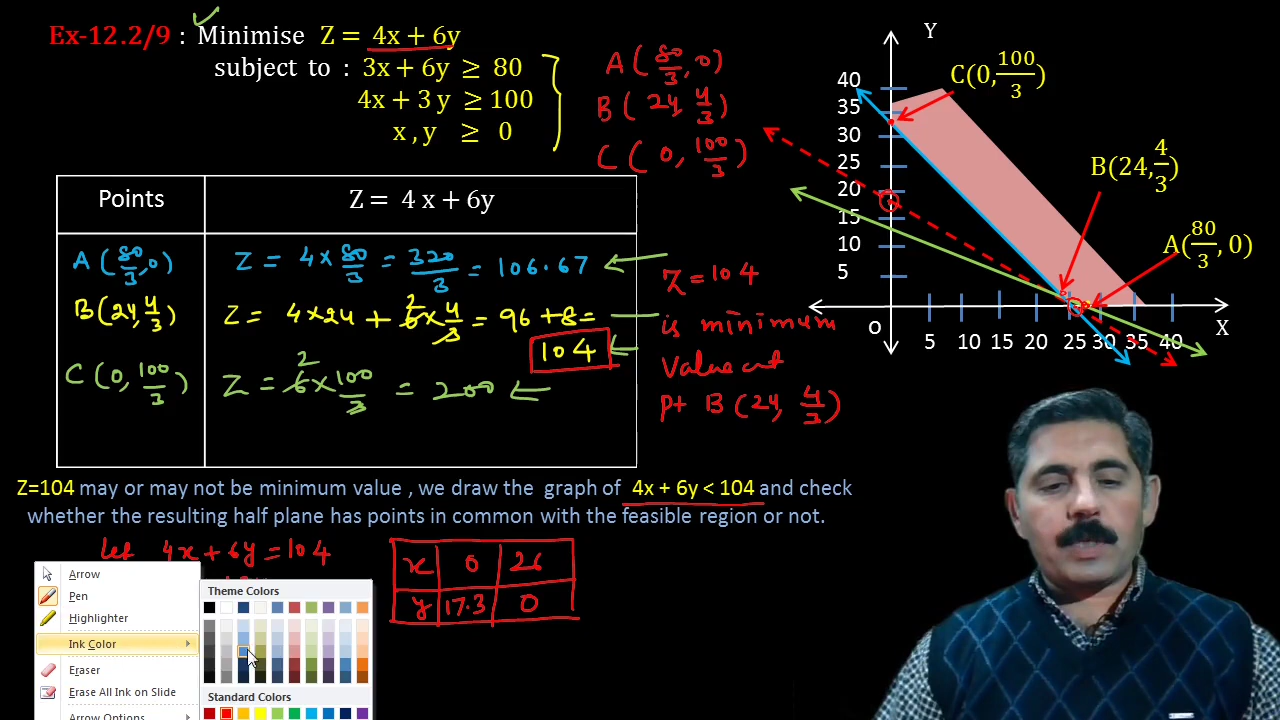 Ex-12.2/9 : Minimise Z = 4x + 6y
subject to : 3x + 6y ≥ 80
4x + 3 y ≥ 100
x , y ≥ 0
A ( 80/3, 0 )
B ( 24, 4/3 )
C ( 0, 100/3 )
Points
Z = 4 x + 6y
A ( 80/3, 0 )
Z = 4 × 80/3 = 320/3 = 106.67
B ( 24, 4/3 )
Z = 4 × 24 + 6 2 × 4/3 = 96 + 8 =
104
C ( 0, 100/3 )
Z = 6 2 × 100/3 = 200
Z = 104
is minimum
Value at
pt B ( 24, 4/3 )
Y
C(0, 100/3)
B(24, 4/3)
A(80/3, 0)
40
35
30
25
20
15
10
5
O
5 10 15 20 25 30 35 40
X
Z=104 may or may not be minimum value , we draw the graph of 4x + 6y < 104 and check
whether the resulting half plane has points in common with the feasible region or not.
let 4x + 6y = 104
x 0 26
y 17.3 0
Arrow
Pen
Highlighter
Ink Color
Eraser
Erase All Ink on Slide
Arrow Options
Theme Colors
Standard Colors